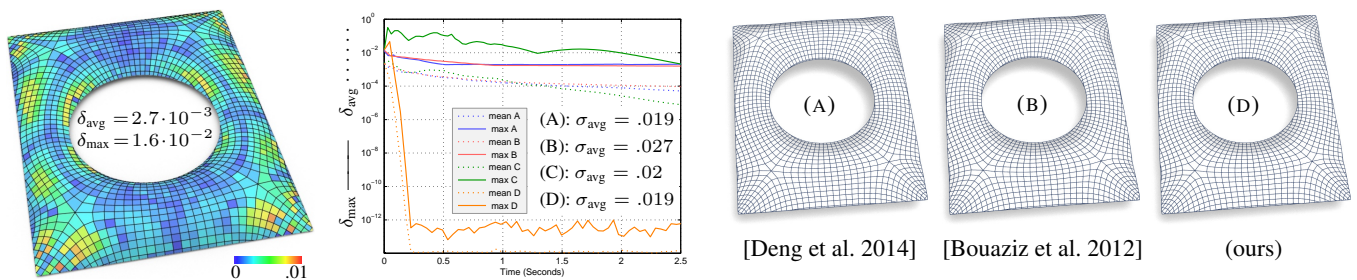 δavg = 2.7·10−3
δmax = 1.6·10−2
0 .01
δmax δavg
10^0
10^-2
10^-4
10^-6
10^-8
10^-10
10^-12
0 0.5 1 1.5 2 2.5
Time (Seconds)
mean A
max A
mean B
max B
mean C
max C
mean D
max D
(A): σavg = .019
(B): σavg = .027
(C): σavg = .02
(D): σavg = .019
(A)
[Deng et al. 2014]
(B)
[Bouaziz et al. 2012]
(D)
(ours)